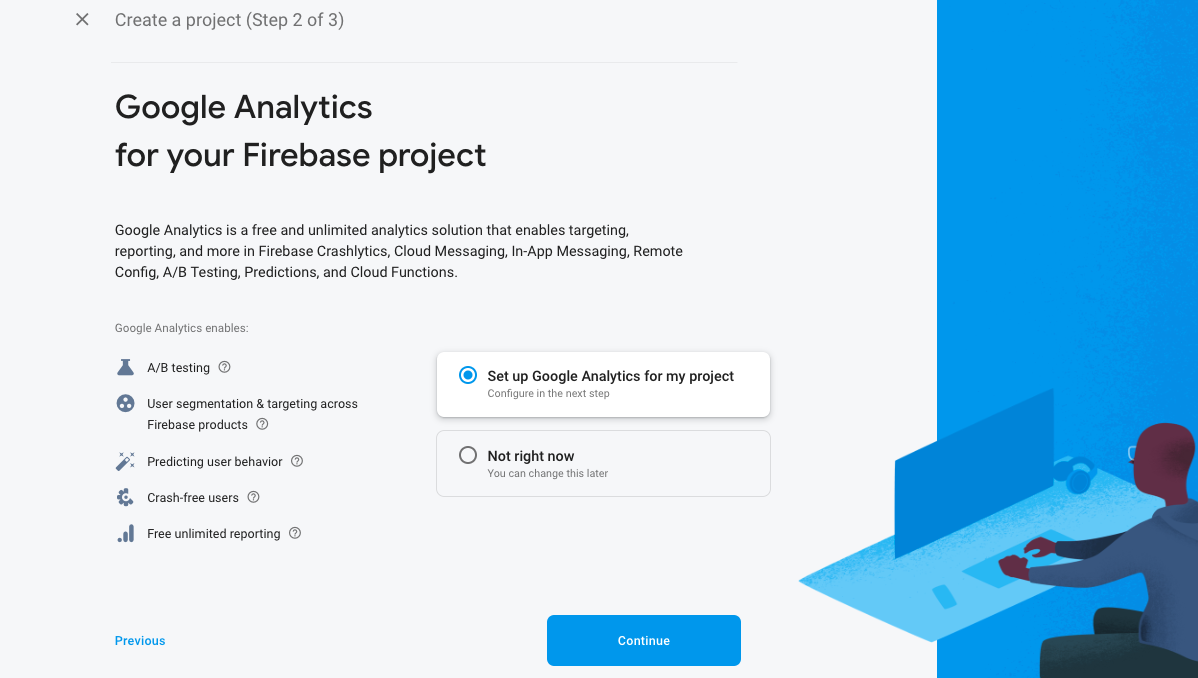 Create a project (Step 2 of 3)
Google Analytics
for your Firebase project
Google Analytics is a free and unlimited analytics solution that enables targeting,
reporting, and more in Firebase Crashlytics, Cloud Messaging, In-App Messaging, Remote
Config, A/B Testing, Predictions, and Cloud Functions.
Google Analytics enables:
A/B testing
User segmentation & targeting across
Firebase products
Predicting user behavior
Crash-free users
Free unlimited reporting
Set up Google Analytics for my project
Configure in the next step
Not right now
You can change this later
Previous
Continue